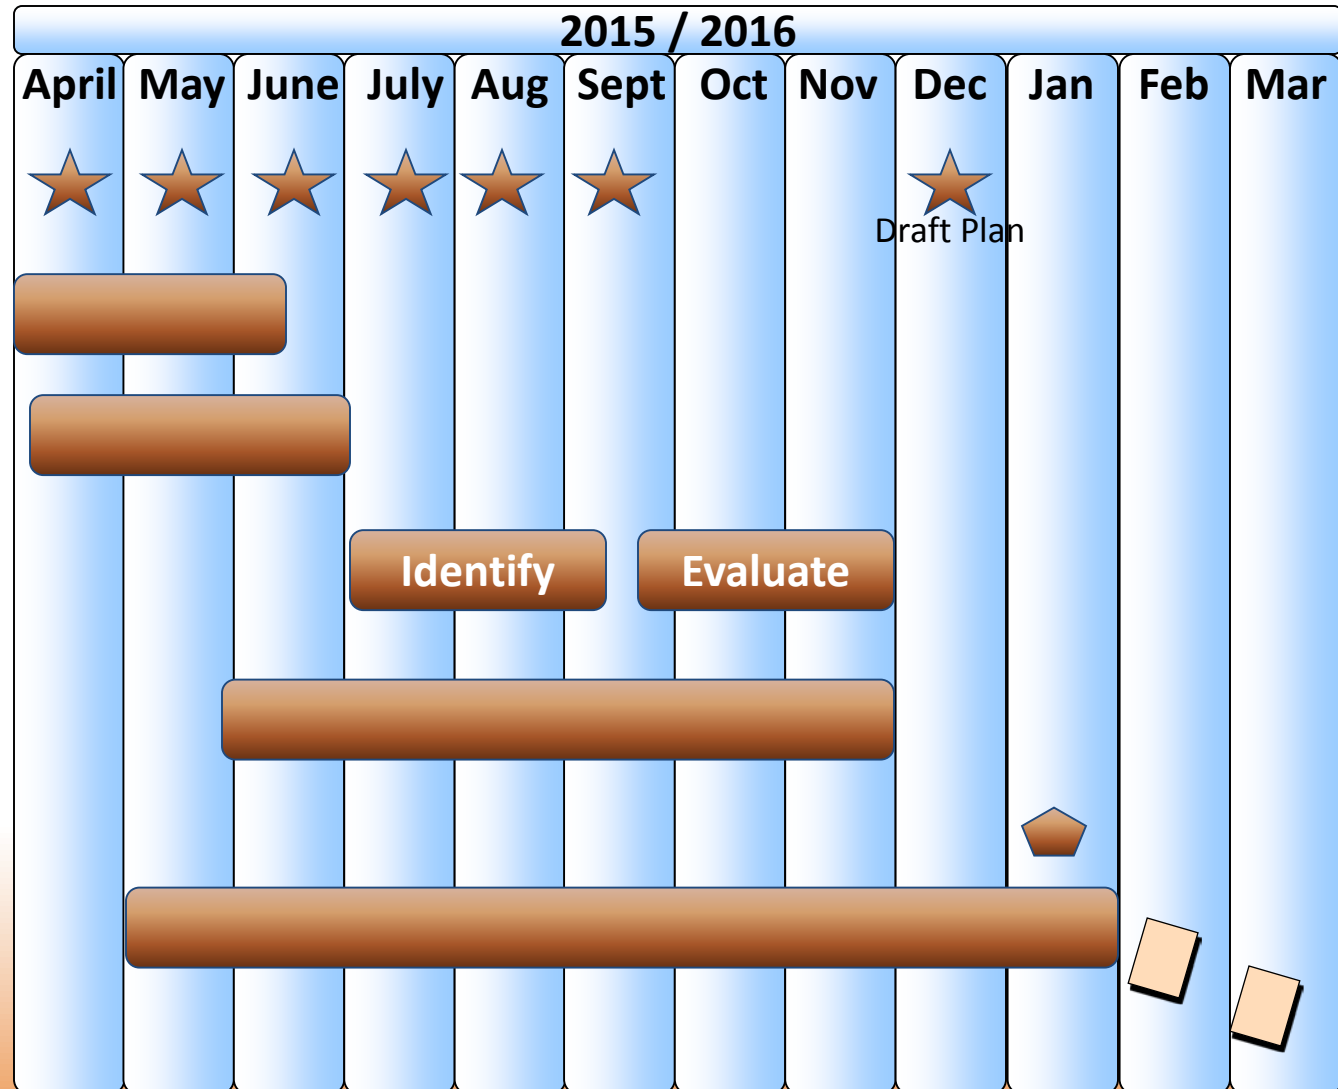 2015 / 2016
April May June July Aug Sept Oct Nov Dec Jan Feb Mar
Draft Plan
Identify Evaluate